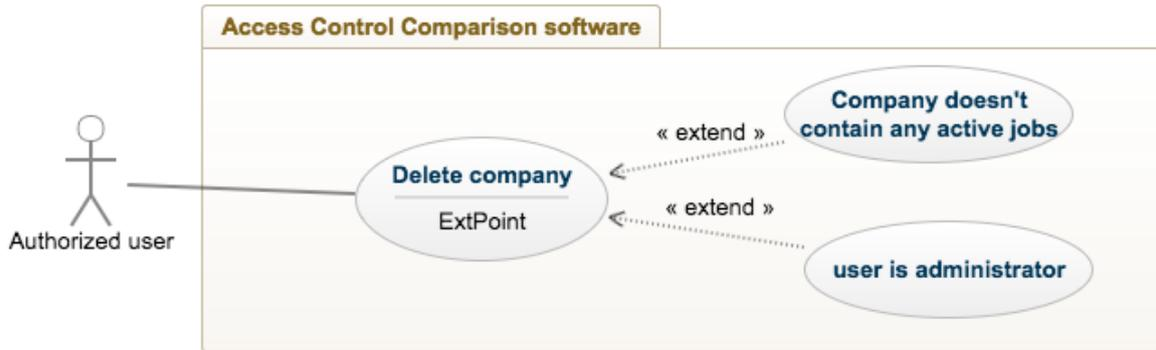 Access Control Comparison software
Company doesn't
contain any active jobs
« extend »
Delete company
ExtPoint
« extend »
Authorized user
user is administrator